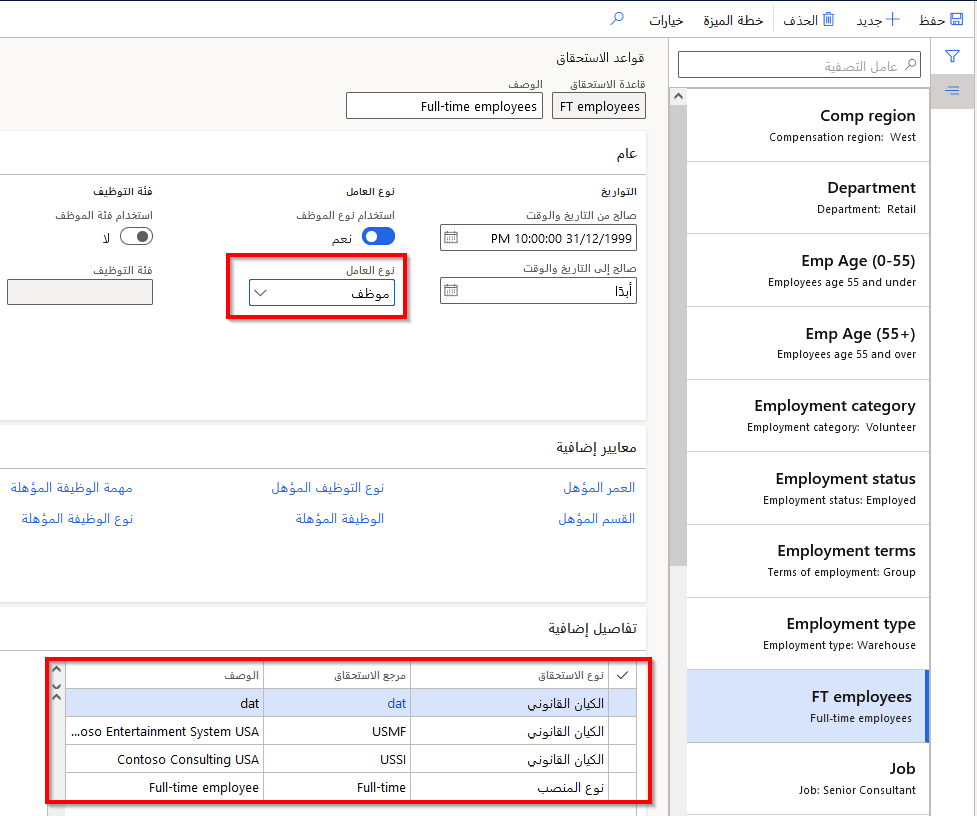 حفظ
جديد
الحذف
خطة الميزة
خيارات
عامل التصفية
Comp region
Compensation region: West
Department
Department: Retail
Emp Age (0-55)
Employees age 55 and under
Emp Age (55+)
Employees age 55 and over
Employment category
Employment category: Volunteer
Employment status
Employment status: Employed
Employment terms
Terms of employment: Group
Employment type
Employment type: Warehouse
FT employees
Full-time employees
Job
Job: Senior Consultant
قواعد الاستحقاق
قاعدة الاستحقاق
FT employees
الوصف
Full-time employees
عام
التواريخ
صالح من التاريخ والوقت
31/12/1999 10:00:00 PM
صالح إلى التاريخ والوقت
أبدًا
نوع العامل
استخدام نوع الموظف
نعم
نوع العامل
موظف
فئة التوظيف
استخدام فئة الموظف
لا
فئة التوظيف
معايير إضافية
العمر المؤهل
نوع التوظيف المؤهل
مهمة الوظيفة المؤهلة
القسم المؤهل
الوظيفة المؤهلة
نوع الوظيفة المؤهلة
تفاصيل إضافية
نوع الاستحقاق مرجع الاستحقاق الوصف
الكيان القانوني dat dat
الكيان القانوني USMF ...oso Entertainment System USA
الكيان القانوني USSI Contoso Consulting USA
نوع المنصب Full-time Full-time employee